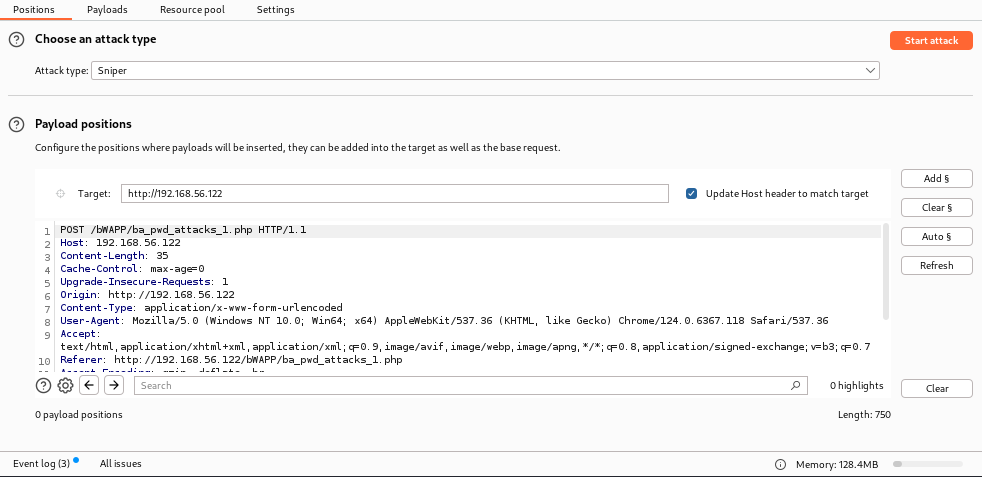 Positions Payloads Resource pool Settings
Choose an attack type
Start attack
Attack type: Sniper
Payload positions
Configure the positions where payloads will be inserted, they can be added into the target as well as the base request.
Add §
Target: http://192.168.56.122
Update Host header to match target
Clear §
Auto §
Refresh
1 POST /bWAPP/ba_pwd_attacks_1.php HTTP/1.1
2 Host: 192.168.56.122
3 Content-Length: 35
4 Cache-Control: max-age=0
5 Upgrade-Insecure-Requests: 1
6 Origin: http://192.168.56.122
7 Content-Type: application/x-www-form-urlencoded
8 User-Agent: Mozilla/5.0 (Windows NT 10.0; Win64; x64) AppleWebKit/537.36 (KHTML, like Gecko) Chrome/124.0.6367.118 Safari/537.36
9 Accept:
text/html,application/xhtml+xml,application/xml;q=0.9,image/avif,image/webp,image/apng,*/*;q=0.8,application/signed-exchange;v=b3;q=0.7
10 Referer: http://192.168.56.122/bWAPP/ba_pwd_attacks_1.php
Accept-Encoding: gzip, deflate, br
Search
0 highlights
Clear
0 payload positions
Length: 750
Event log (3) All issues
Memory: 128.4MB